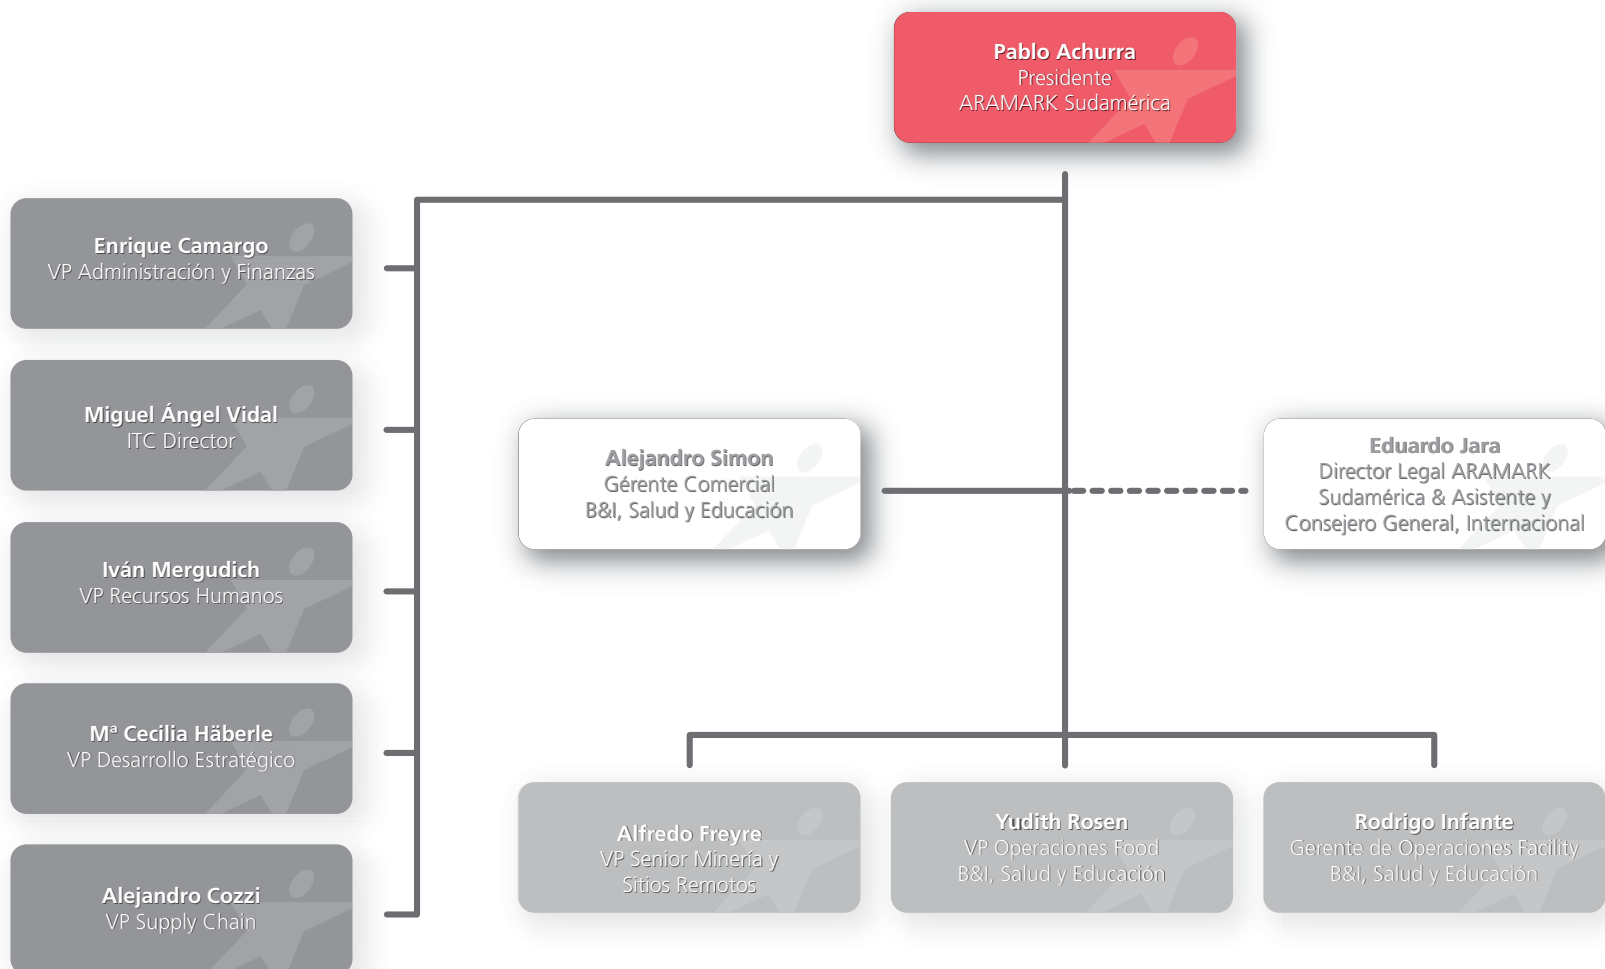 Pablo Achurra
Presidente
ARAMARK Sudamérica
Enrique Camargo
VP Administración y Finanzas
Miguel Ángel Vidal
ITC Director
Iván Mergudich
VP Recursos Humanos
Mª Cecilia Häberle
VP Desarrollo Estratégico
Alejandro Cozzi
VP Supply Chain
Alejandro Simon
Gérente Comercial
B&I, Salud y Educación
Eduardo Jara
Director Legal ARAMARK
Sudamérica & Asistente y
Consejero General, Internacional
Alfredo Freyre
VP Senior Minería y
Sitios Remotos
Yudith Rosen
VP Operaciones Food
B&I, Salud y Educación
Rodrigo Infante
Gerente de Operaciones Facility
B&I, Salud y Educación